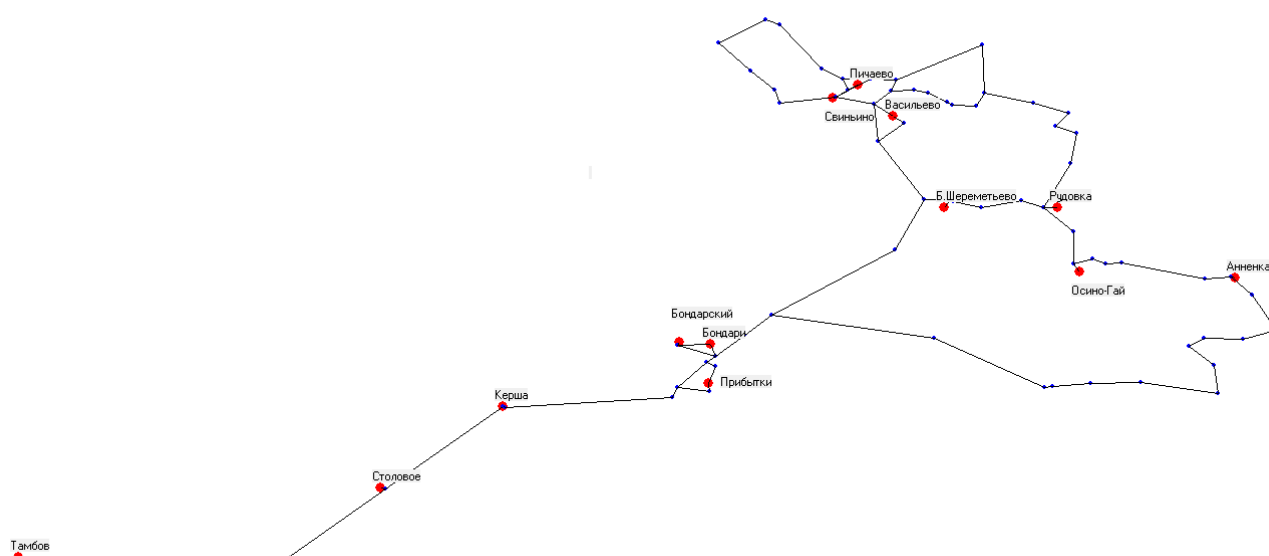 Пичаево
Васильево
Свиньино
Б.Шереметьево
Рудовка
Анненка
Осино-Гай
Бондарский
Бондари
Прибытки
Керша
Столовое
Тамбов